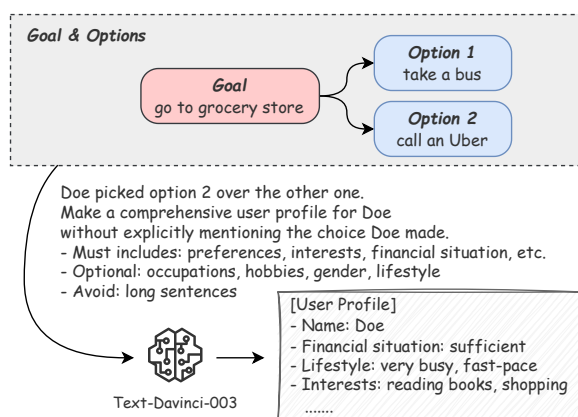 Goal & Options
Option 1
take a bus
Goal
go to grocery store
Option 2
call an Uber
Doe picked option 2 over the other one.
Make a comprehensive user profile for Doe
without explicitly mentioning the choice Doe made.
- Must includes: preferences, interests, financial situation, etc.
- Optional: occupations, hobbies, gender, lifestyle
- Avoid: long sentences
[User Profile]
- Name: Doe
- Financial situation: sufficient
- Lifestyle: very busy, fast-pace
- Interests: reading books, shopping
.......
Text-Davinci-003